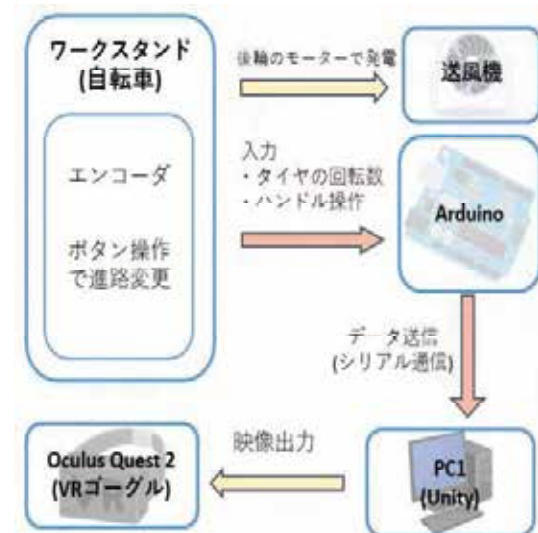 ワークスタンド
(自転車)
エンコーダ
ボタン操作
で進路変更
後輪のモーターで発電
送風機
入力
・タイヤの回転数
・ハンドル操作
Arduino
データ送信
(シリアル通信)
PC1
(Unity)
映像出力
Oculus Quest 2
(VRゴーグル)